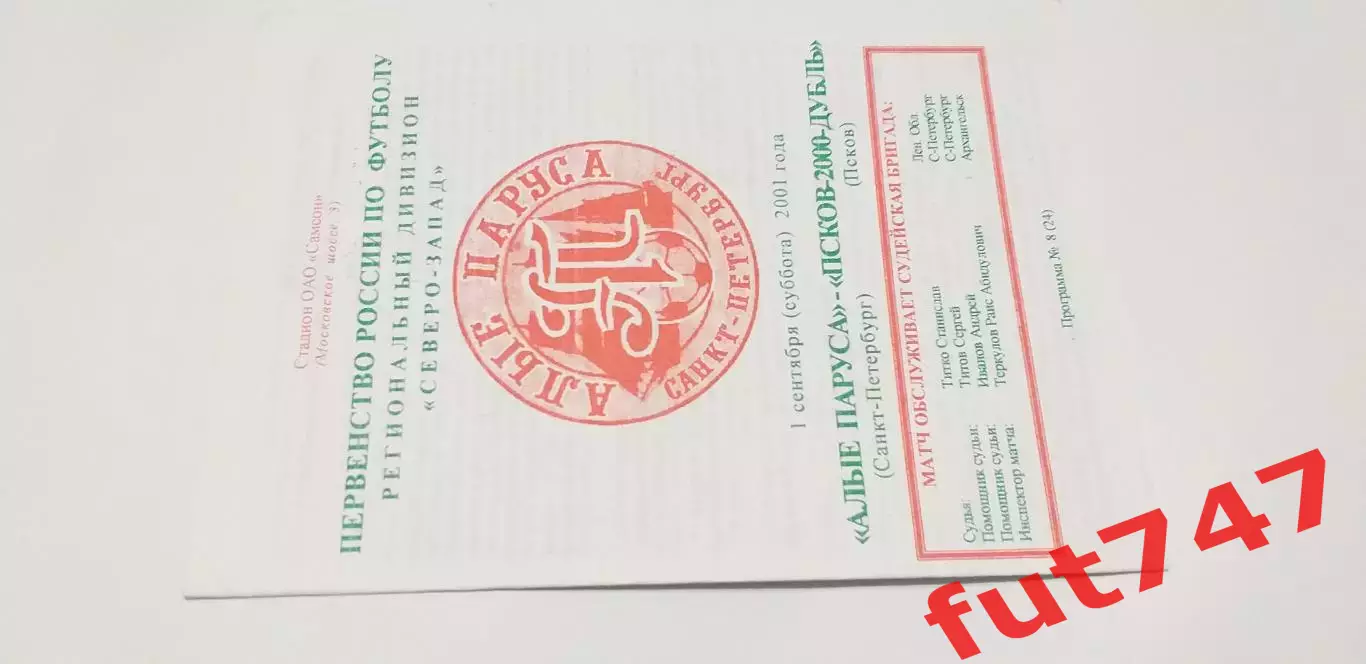 Стадион ОАО «Самсон»
(Московское шоссе 3)
ПЕРВЕНСТВО РОССИИ ПО ФУТБОЛУ
РЕГИОНАЛЬНЫЙ ДИВИЗИОН
«СЕВЕРО-ЗАПАД»
АЛЫЕ ПАРУСА
САНКТ-ПЕТЕРБУРГ
1 сентября (суббота) 2001 года
«АЛЫЕ ПАРУСА»-«ПСКОВ-2000-ДУБЛЬ»
(Санкт-Петербург) (Псков)
МАТЧ ОБСЛУЖИВАЕТ СУДЕЙСКАЯ БРИГАДА:
Судья: Титко Станислав Лен. Обл.
Помощник судьи: Титов Сергей С-Петербург
Помощник судьи: Иванов Андрей С-Петербург
Инспектор матча: Теркулов Раис Абидулович Архангельск
Программа № 8 (24)
fut747